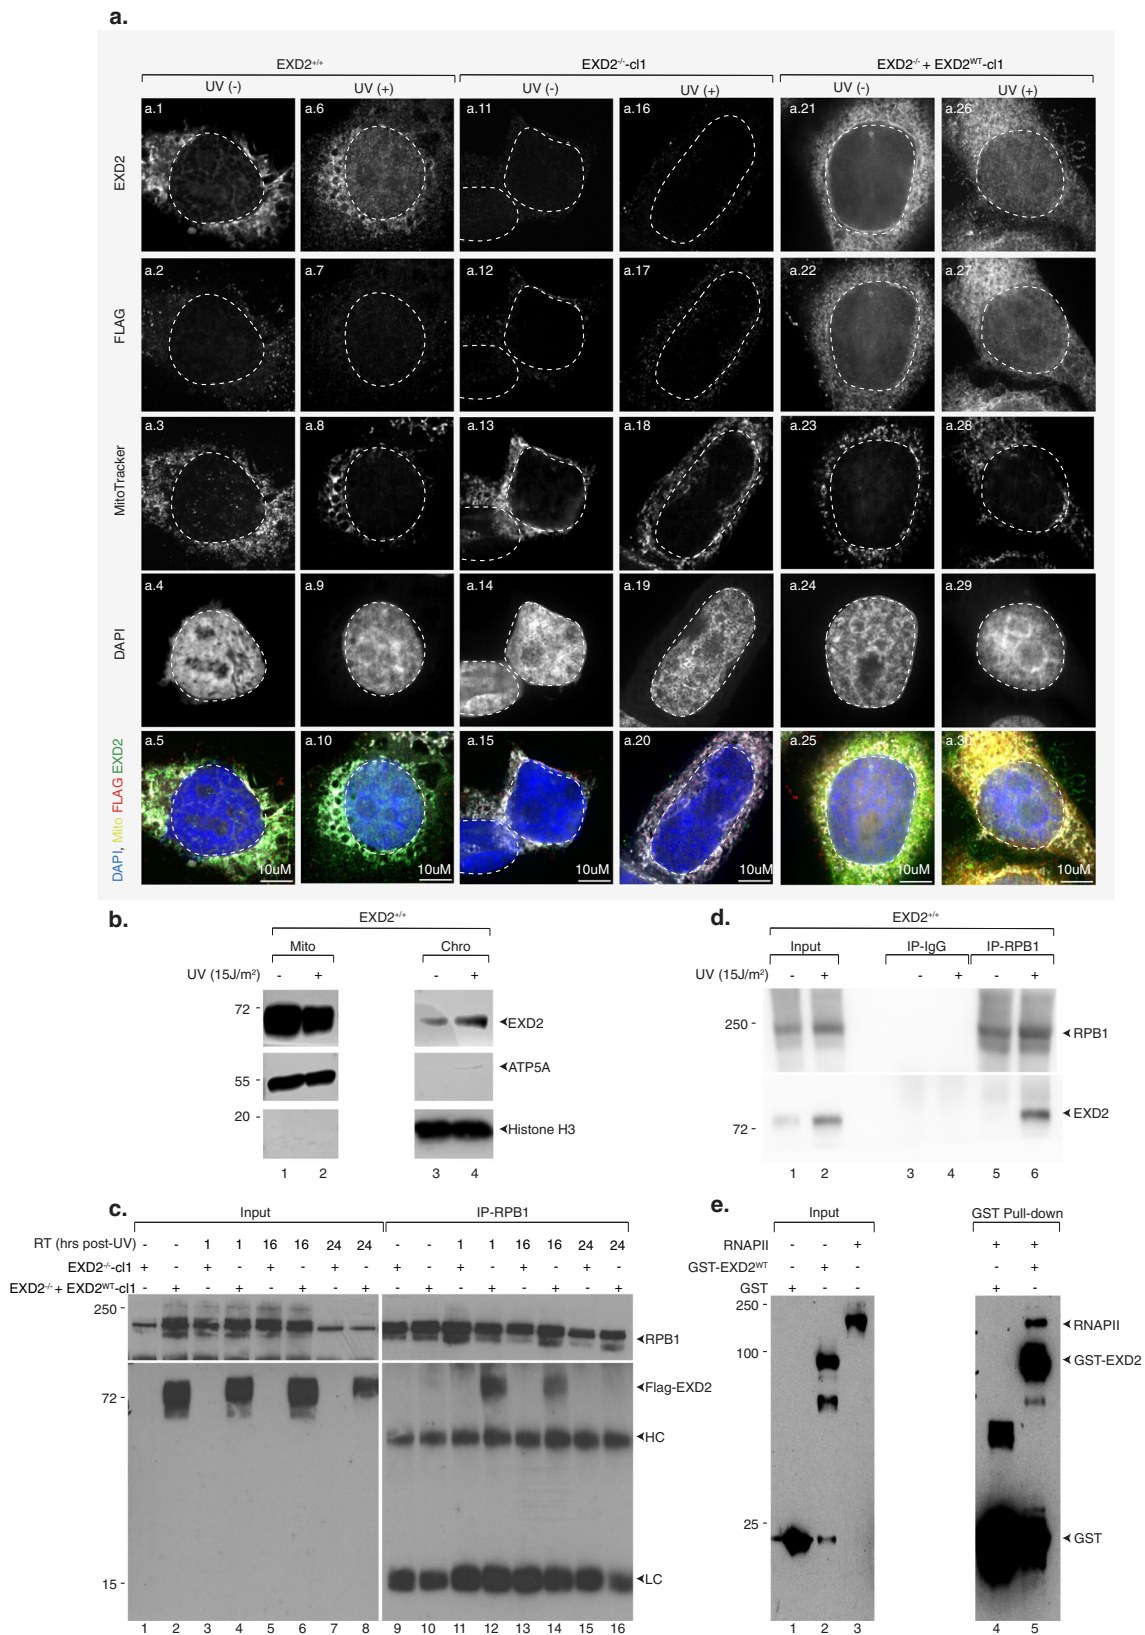 a.
EXD2+/+ EXD2-/--cl1 EXD2-/- + EXD2WT-cl1
UV (-) UV (+) UV (-) UV (+) UV (-) UV (+)
EXD2
a.1 a.6 a.11 a.16 a.21 a.26
FLAG
a.2 a.7 a.12 a.17 a.22 a.27
MitoTracker
a.3 a.8 a.13 a.18 a.23 a.28
DAPI
a.4 a.9 a.14 a.19 a.24 a.29
DAPI, Mito FLAG EXD2
a.5 a.10 a.15 a.20 a.25 a.30
10uM 10uM 10uM 10uM 10uM 10uM
b.
EXD2+/+
Mito Chro
UV (15J/m²) - + - +
72 - EXD2
55 - ATP5A
20 - Histone H3
1 2 3 4
d.
EXD2+/+
Input IP-IgG IP-RPB1
UV (15J/m²) - + - + - +
250 - RPB1
72 - EXD2
1 2 3 4 5 6
c.
Input IP-RPB1
RT (hrs post-UV) - - 1 1 16 16 24 24 - - 1 1 16 16 24 24
EXD2-/--cl1 + - + - + - + - + - + - + - + -
EXD2-/- + EXD2WT-cl1 - + - + - + - + - + - + - + - +
250 - RPB1
72 - Flag-EXD2
HC
15 - LC
1 2 3 4 5 6 7 8 9 10 11 12 13 14 15 16
e.
Input GST Pull-down
RNAPII - - + + +
GST-EXD2WT - + - - +
GST + - - + -
250 - RNAPII
100 - GST-EXD2
25 - GST
1 2 3 4 5